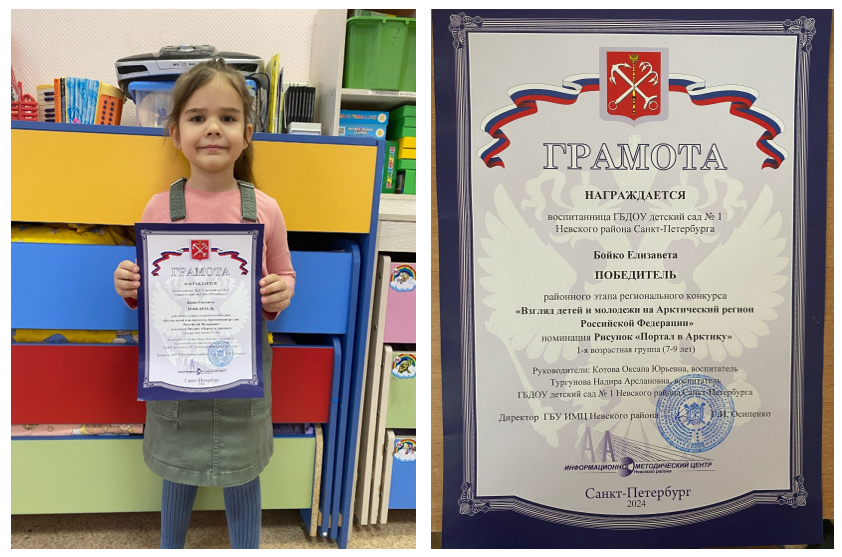 ГРАМОТА
ГРАМОТА
НАГРАЖДАЕТСЯ
воспитанница ГБДОУ детский сад № 1
Невского района Санкт-Петербурга
Бойко Елизавета
ПОБЕДИТЕЛЬ
районного этапа регионального конкурса
«Взгляд детей и молодежи на Арктический регион
Российской Федерации»
номинация Рисунок «Портал в Арктику»
1-я возрастная группа (7-9 лет)
Руководители: Котова Оксана Юрьевна, воспитатель
Тургунова Надира Арслановна, воспитатель
ГБДОУ детский сад № 1 Невского района Санкт-Петербурга
Директор ГБУ ИМЦ Невского района Г.И. Осипенко
ИНФОРМАЦИОННО МЕТОДИЧЕСКИЙ ЦЕНТР
Невского района
Санкт-Петербург
2024